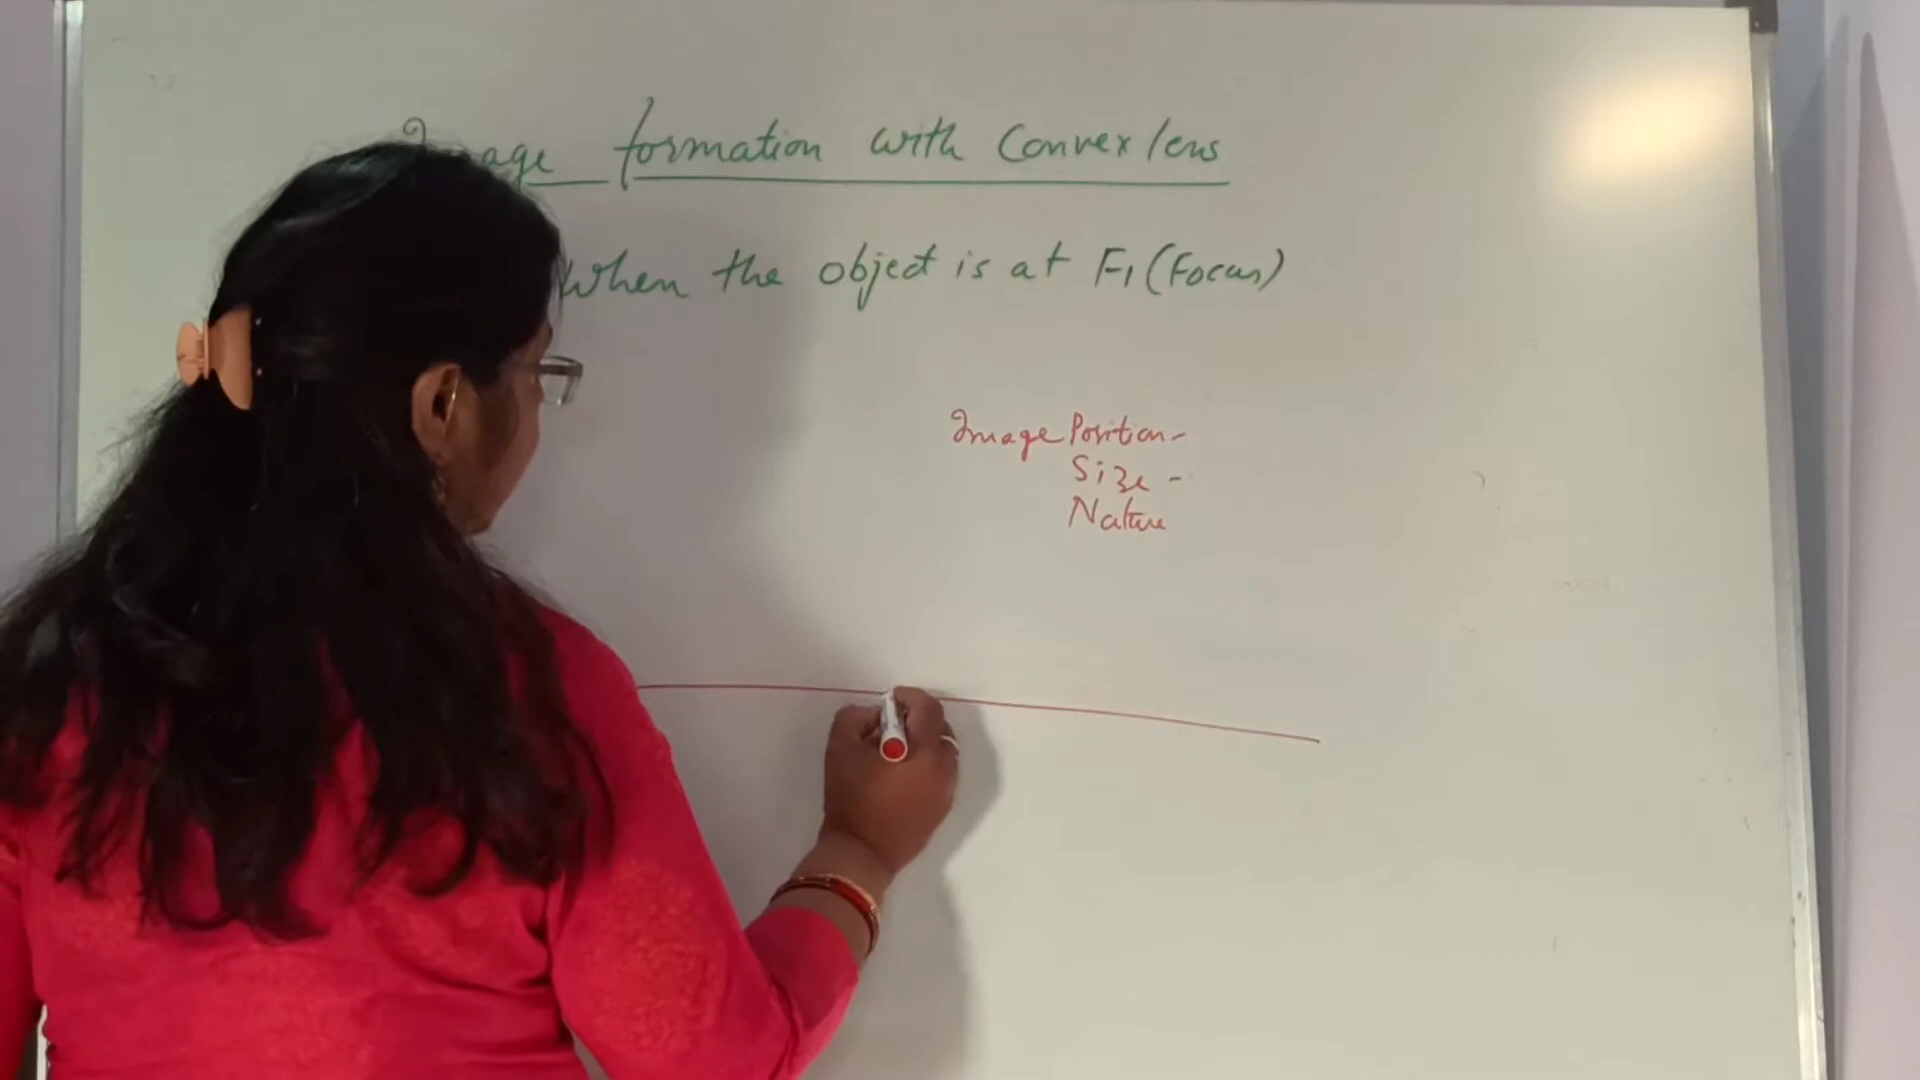 Image formation with Convex lens
When the object is at F1 (Focus)
Image Position-
Size -
Nature